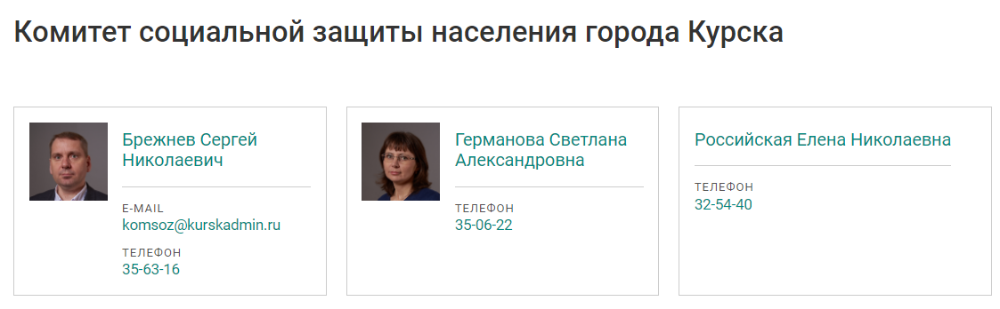 Комитет социальной защиты населения города Курска
Брежнев Сергей
Николаевич
E-MAIL
komsoz@kurskadmin.ru
ТЕЛЕФОН
35-63-16
Германова Светлана
Александровна
ТЕЛЕФОН
35-06-22
Российская Елена Николаевна
ТЕЛЕФОН
32-54-40